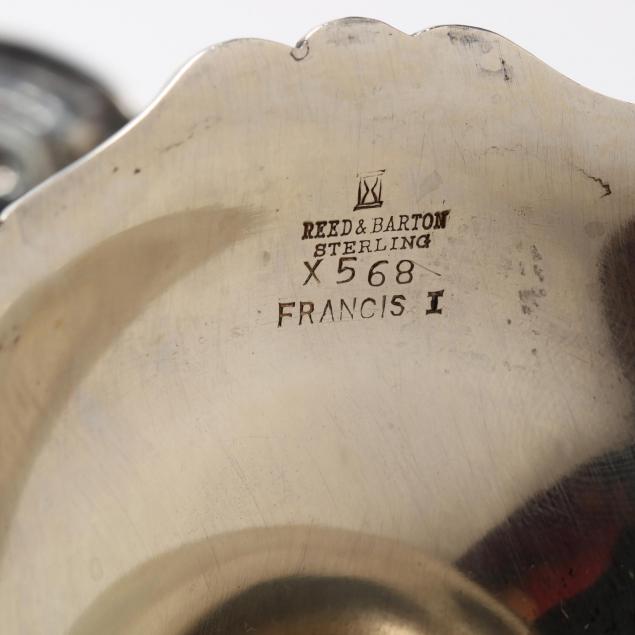 REED & BARTON
STERLING
X568
FRANCIS I